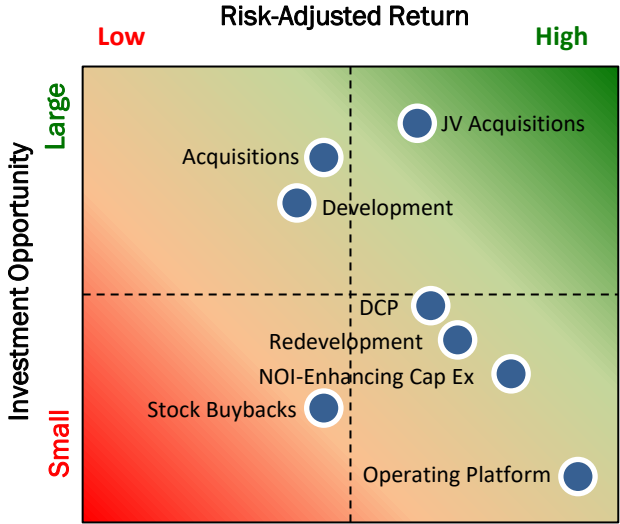 Risk-Adjusted Return
Low
High
Large
Investment Opportunity
Small
JV Acquisitions
Acquisitions
Development
DCP
Redevelopment
NOI-Enhancing Cap Ex
Stock Buybacks
Operating Platform